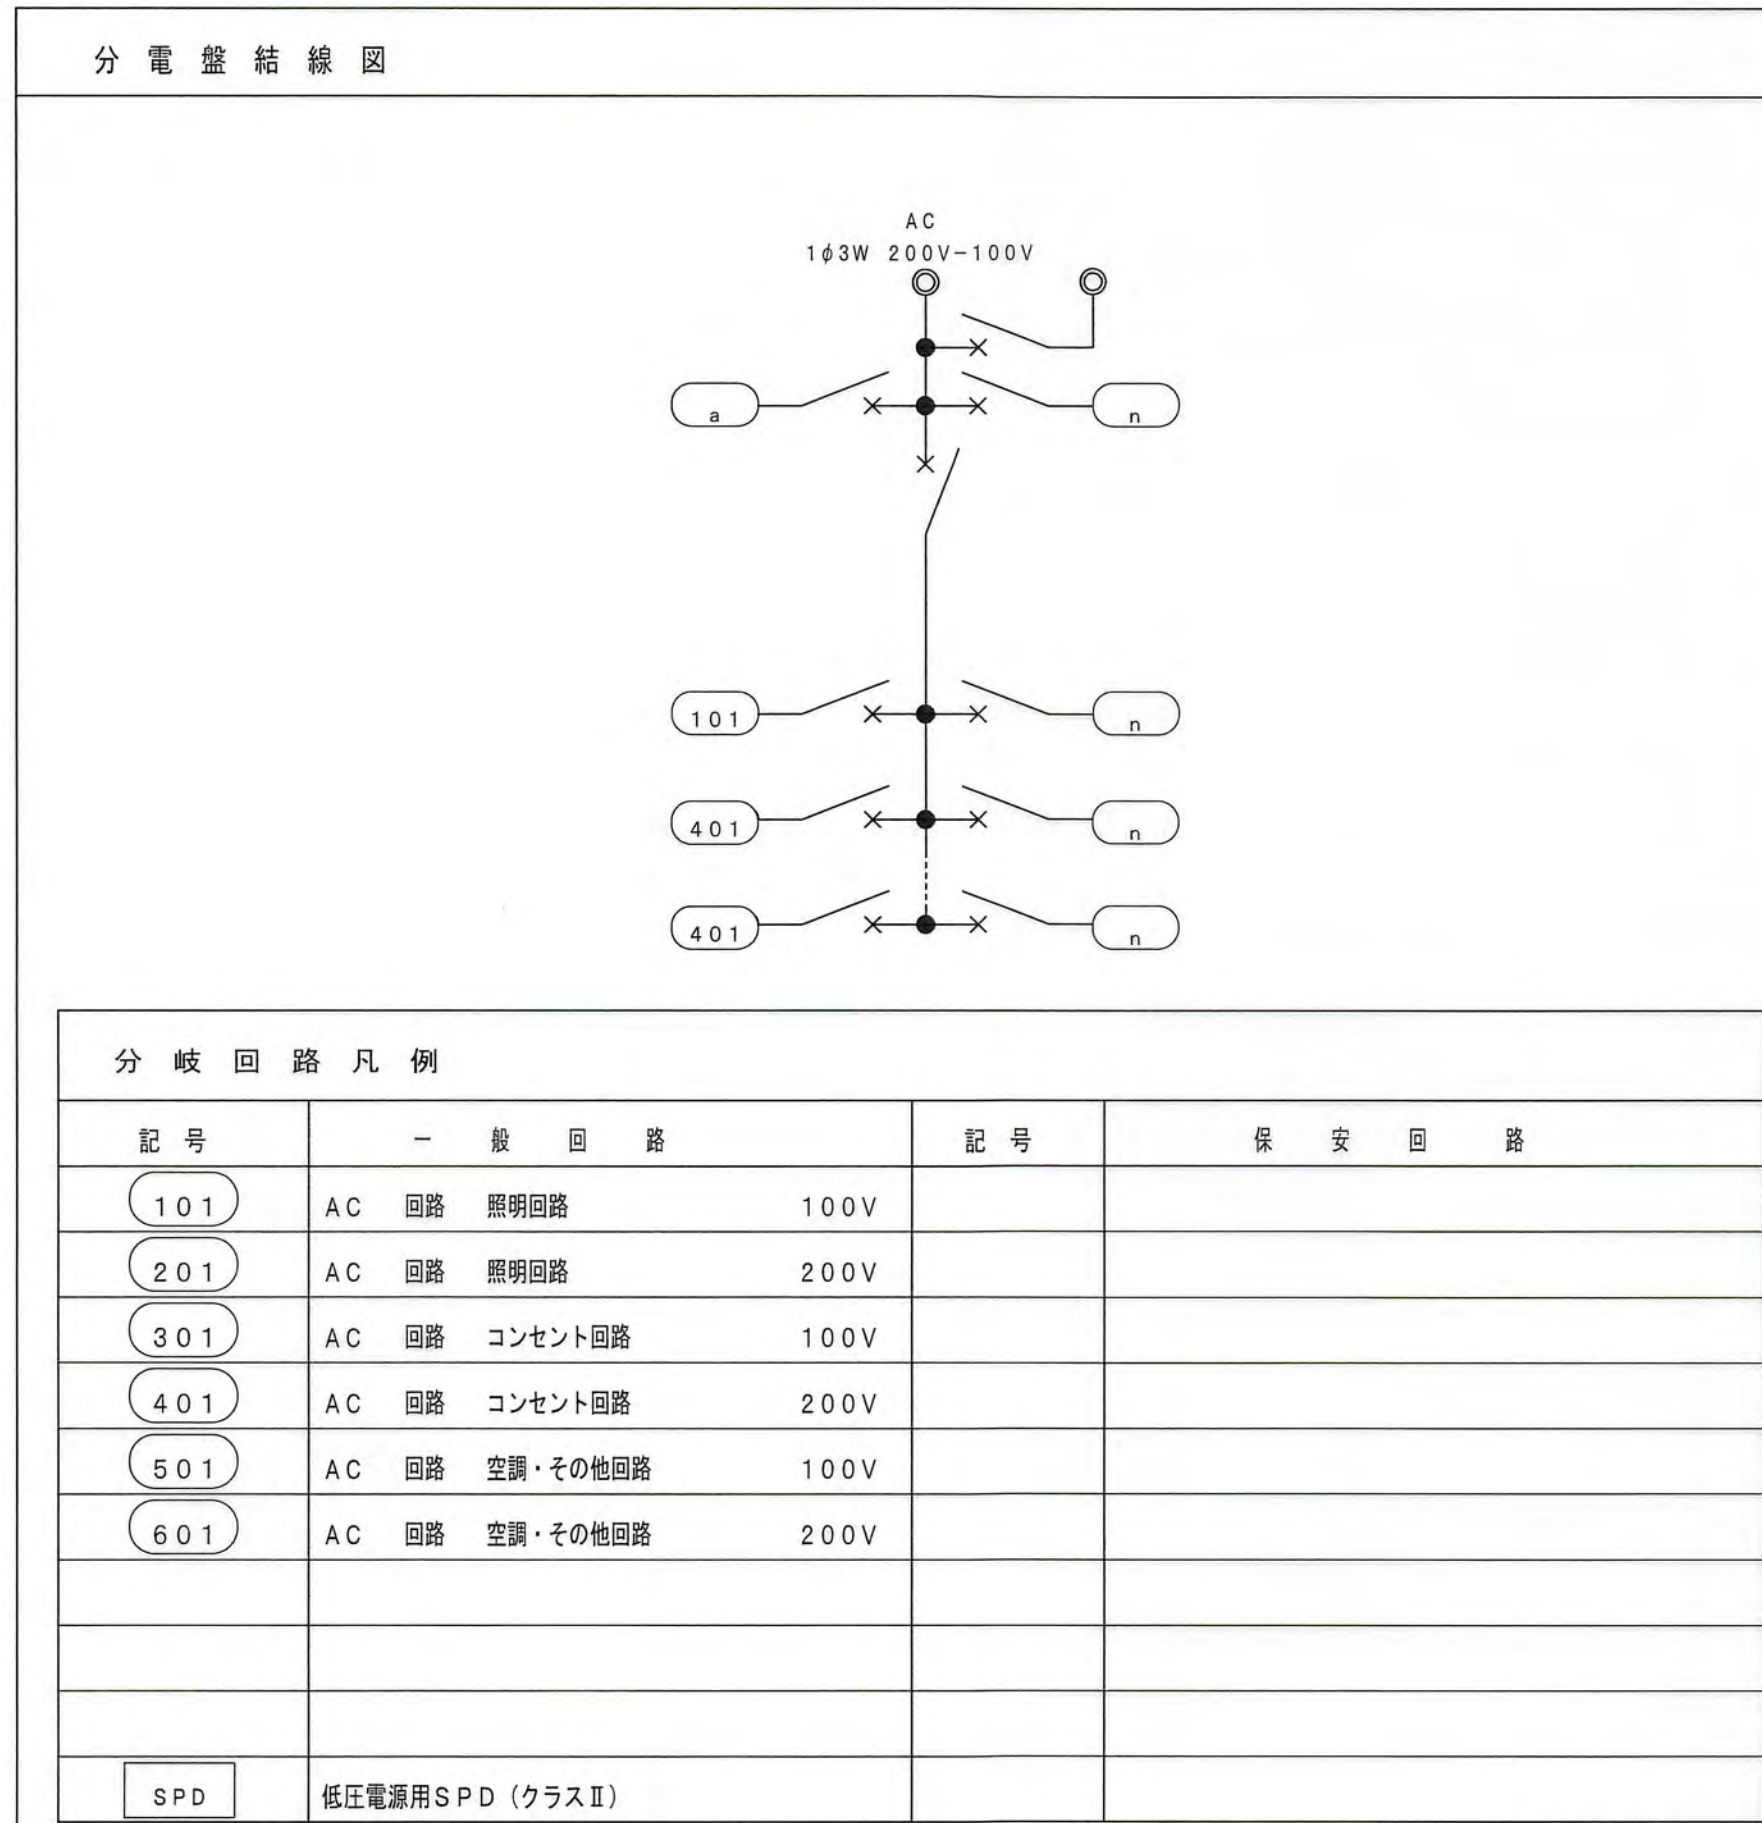 分電盤結線図
AC
1φ3W 200V-100V
a n
101 n
401 n
401 n
分岐回路凡例
記号 一般回路 記号 保安回路
101 AC 回路 照明回路 100V
201 AC 回路 照明回路 200V
301 AC 回路 コンセント回路 100V
401 AC 回路 コンセント回路 200V
501 AC 回路 空調・その他回路 100V
601 AC 回路 空調・その他回路 200V
SPD 低圧電源用SPD(クラスⅡ)